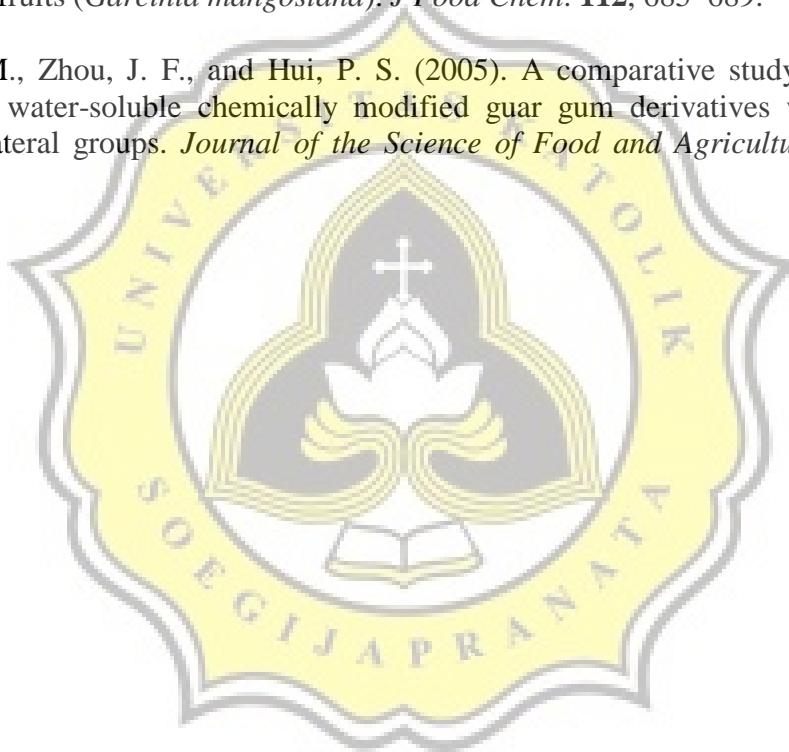 fruits (Garcinia mangostana). J Food Chem. 112, 685–689.
M., Zhou, J. F., and Hui, P. S. (2005). A comparative study
water-soluble chemically modified guar gum derivatives
ateral groups. Journal of the Science of Food and Agricultu
UNIVERSITAS KATOLIK
SOEGIJAPRANATA